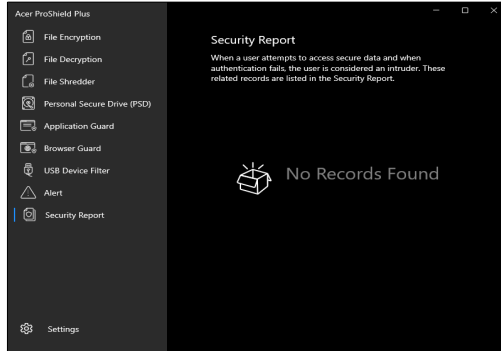 Acer ProShield Plus
File Encryption
File Decryption
File Shredder
Personal Secure Drive (PSD)
Application Guard
Browser Guard
USB Device Filter
Alert
Security Report
Settings
Security Report
When a user attempts to access secure data and when
authentication fails, the user is considered an intruder. These
related records are listed in the Security Report.
No Records Found